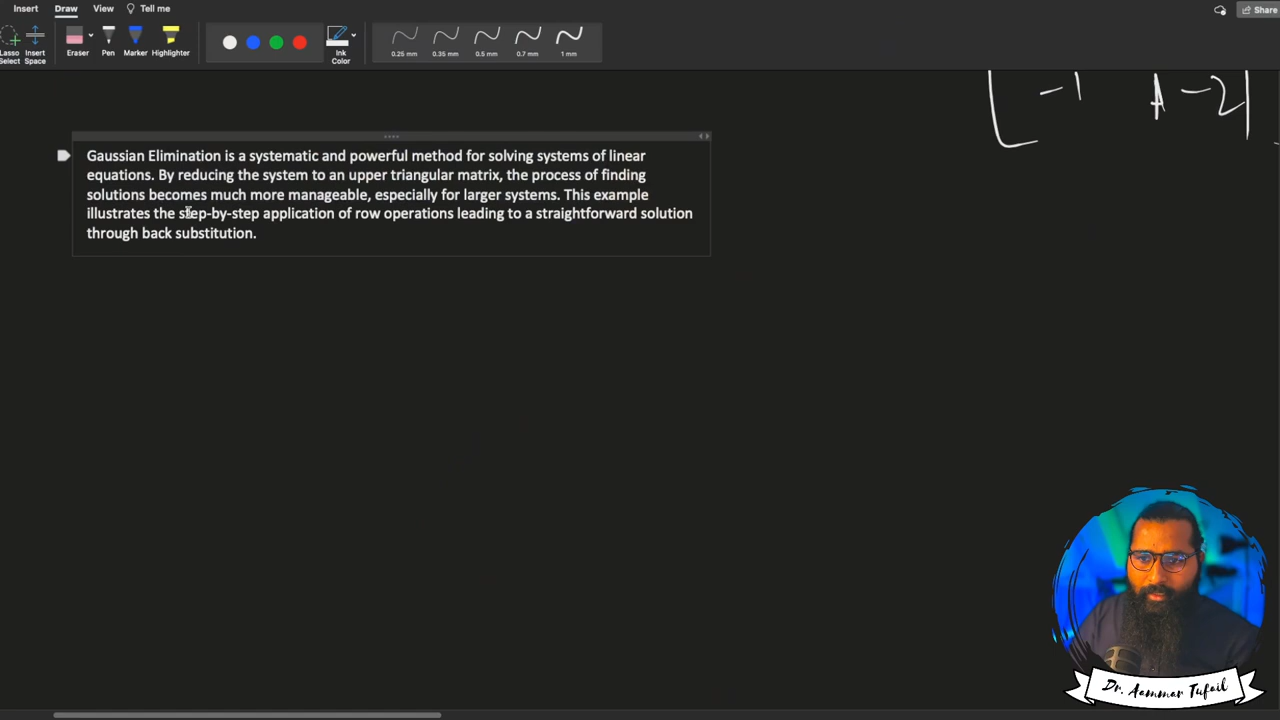 Insert Draw View Tell me
Share
Lasso Select
Insert Space
Eraser
Pen
Marker
Highlighter
Ink Color
0.25 mm
0.35 mm
0.5 mm
0.7 mm
1 mm
-1
-2
Gaussian Elimination is a systematic and powerful method for solving systems of linear
equations. By reducing the system to an upper triangular matrix, the process of finding
solutions becomes much more manageable, especially for larger systems. This example
illustrates the step-by-step application of row operations leading to a straightforward solution
through back substitution.
Dr. Aammar Tufail